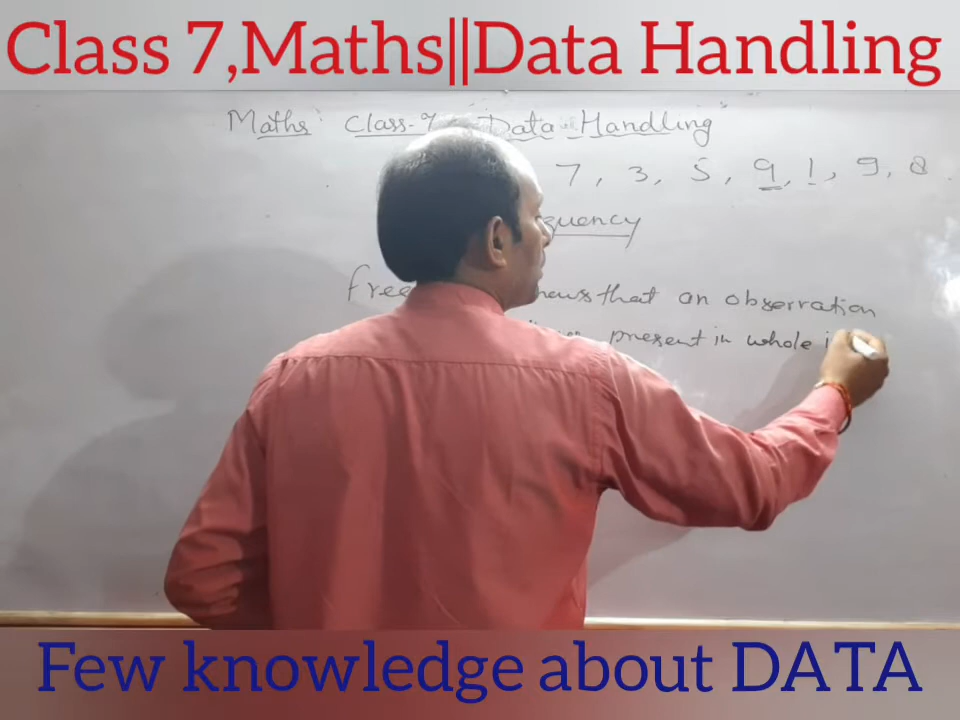 Class 7,Maths||Data Handling
Maths: Class-7 Data Handling
7, 3, 5, 9, 1, 9, 8
quency
that an observation
present in whole
Few knowledge about DATA